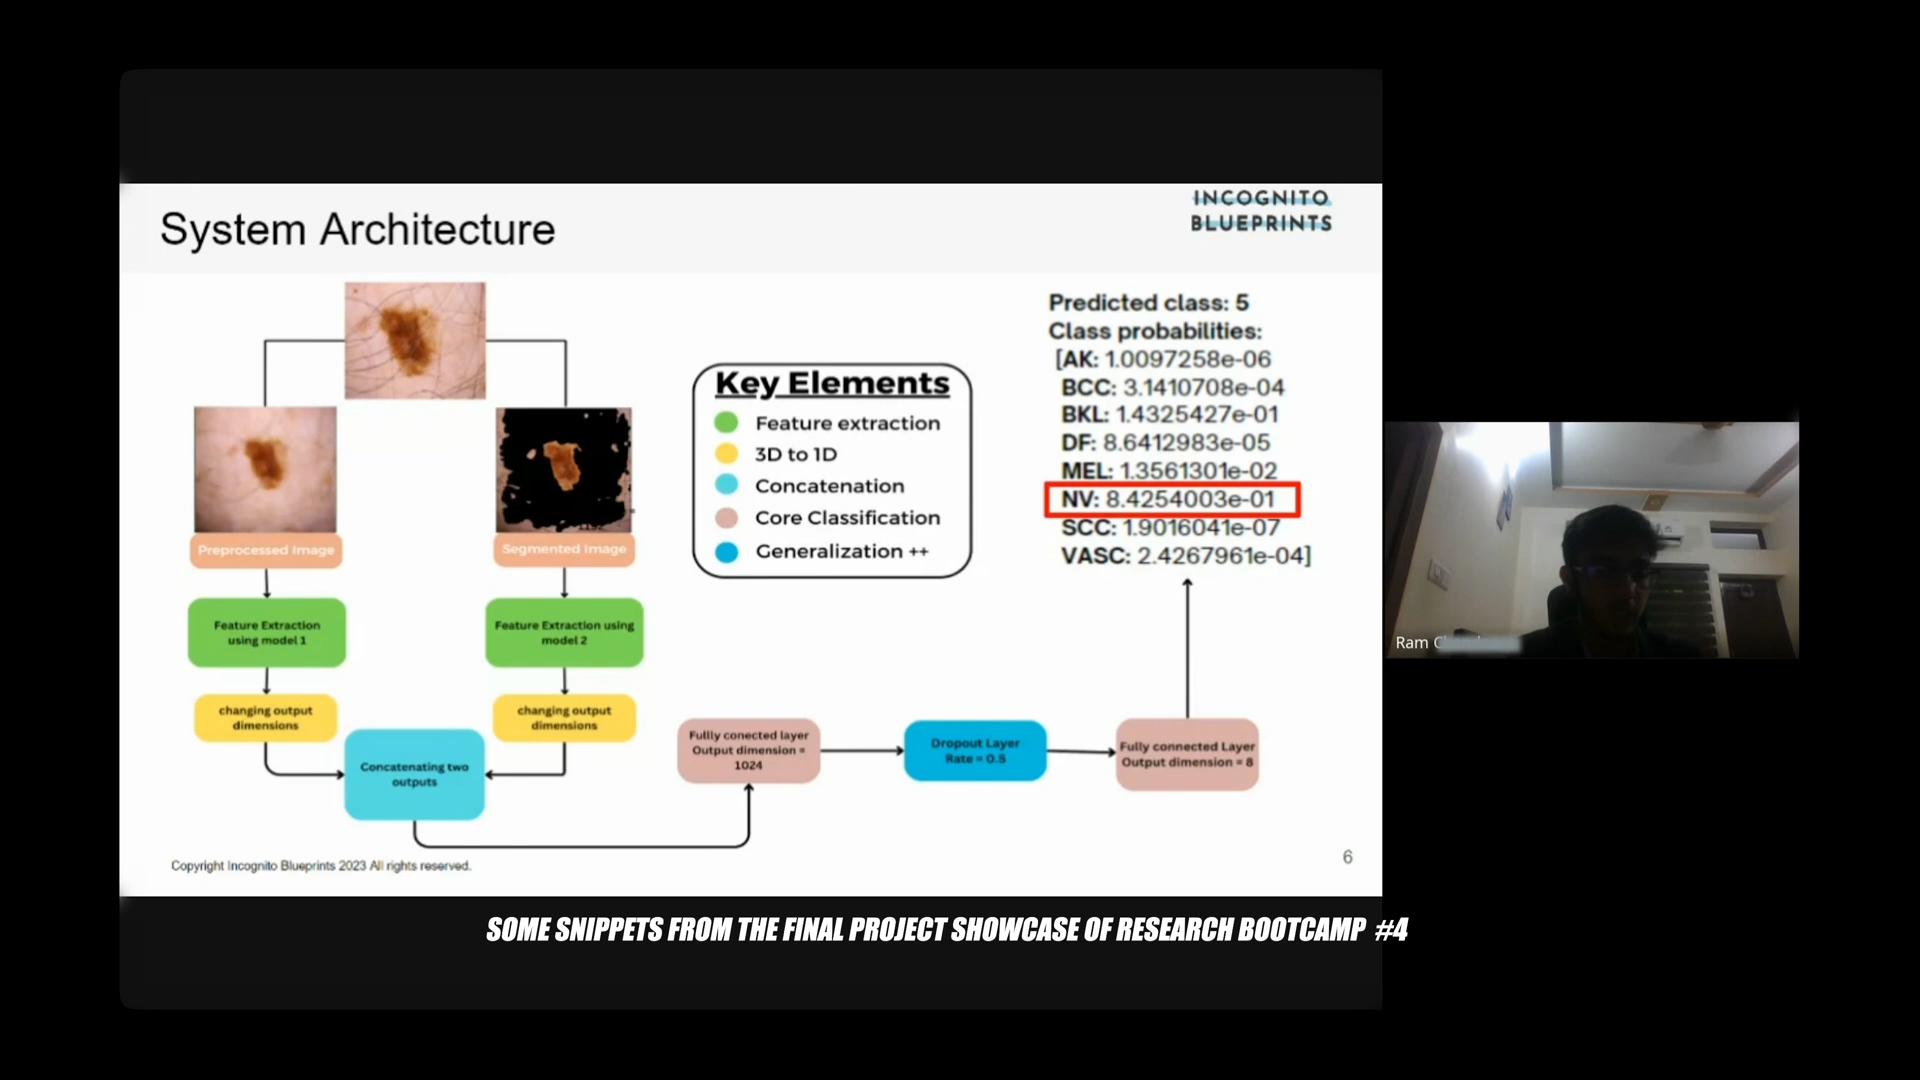 System Architecture
INCOGNITO
BLUEPRINTS
Preprocessed Image
Segmented Image
Feature Extraction
using model 1
Feature Extraction using
model 2
changing output
dimensions
changing output
dimensions
Concatenating two
outputs
Key Elements
Feature extraction
3D to 1D
Concatenation
Core Classification
Generalization ++
Fullly conected layer
Output dimension =
1024
Dropout Layer
Rate = 0.5
Fully connected Layer
Output dimension = 8
Predicted class: 5
Class probabilities:
[AK: 1.0097258e-06
BCC: 3.1410708e-04
BKL: 1.4325427e-01
DF: 8.6412983e-05
MEL: 1.3561301e-02
NV: 8.4254003e-01
SCC: 1.9016041e-07
VASC: 2.4267961e-04]
Copyright Incognito Blueprints 2023 All rights reserved.
6
Ram
SOME SNIPPETS FROM THE FINAL PROJECT SHOWCASE OF RESEARCH BOOTCAMP #4